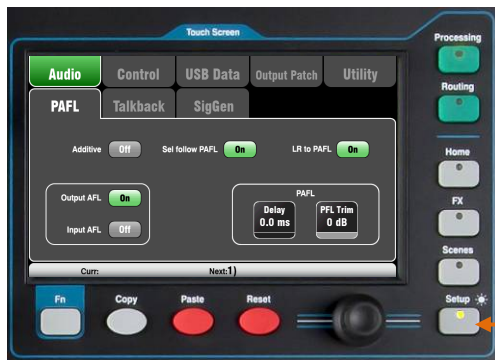 Touch Screen
Processing
Audio Control USB Data Output Patch Utility
PAFL Talkback SigGen
Routing
Additive Off Sel follow PAFL On LR to PAFL On
Home
Output AFL On
Input AFL Off
PAFL
Delay
0.0 ms
PFL Trim
0 dB
FX
Scenes
Curr: Next:1)
Fn Copy Paste Reset Setup